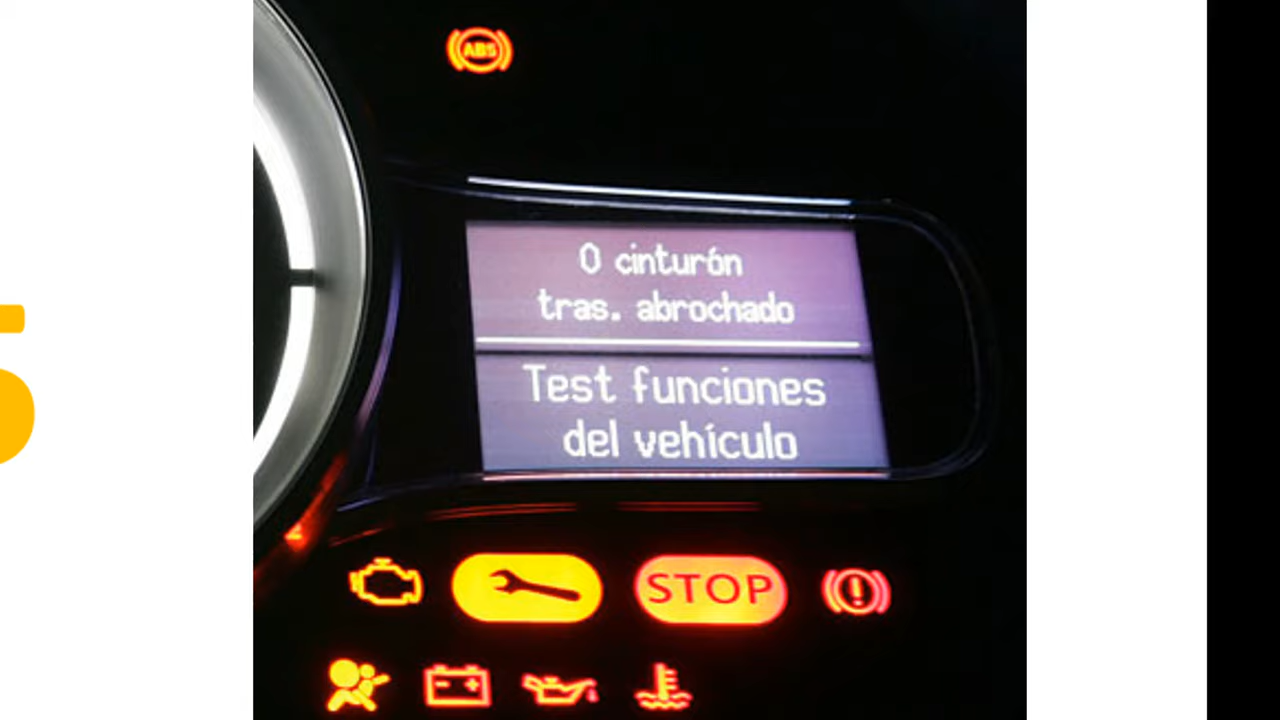 ABS
0 cinturón
tras. abrochado
Test funciones
del vehículo
STOP